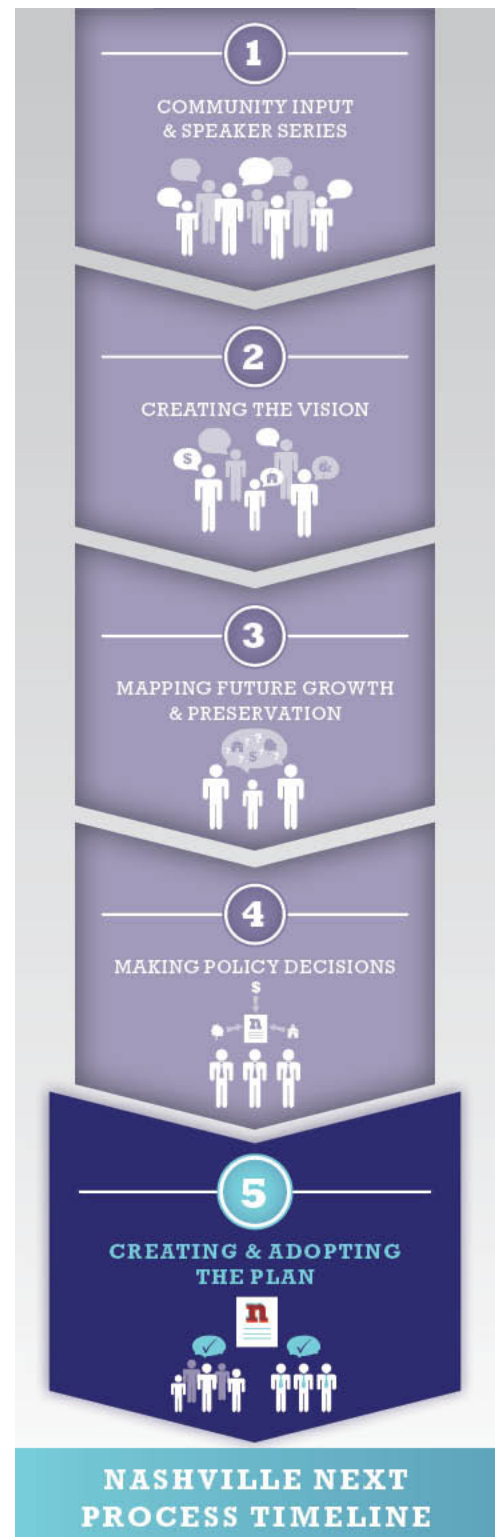 1
COMMUNITY INPUT
& SPEAKER SERIES
2
CREATING THE VISION
$
&
3
MAPPING FUTURE GROWTH
& PRESERVATION
? ? ?
? $ ?
4
MAKING POLICY DECISIONS
$
n
5
CREATING & ADOPTING
THE PLAN
n
NASHVILLE NEXT
PROCESS TIMELINE